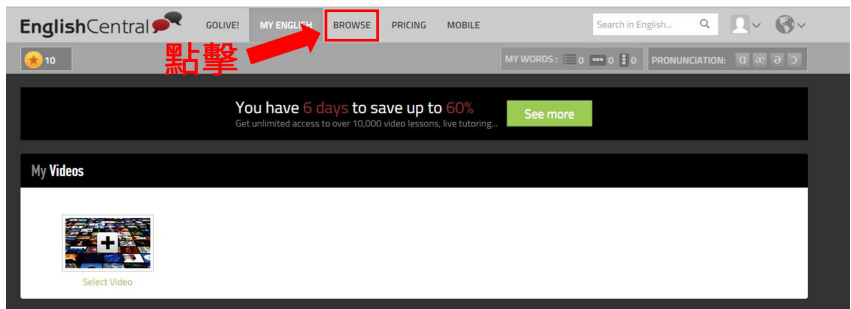 EnglishCentral GOLIVE! MY ENGLISH BROWSE PRICING MOBILE Search in English...
10 點擊 MY WORDS: 0 0 0 PRONUNCIATION: ɑ æ ə ɔ
You have 6 days to save up to 60%
Get unlimited access to over 10,000 video lessons, live tutoring...
See more
My Videos
Select Video